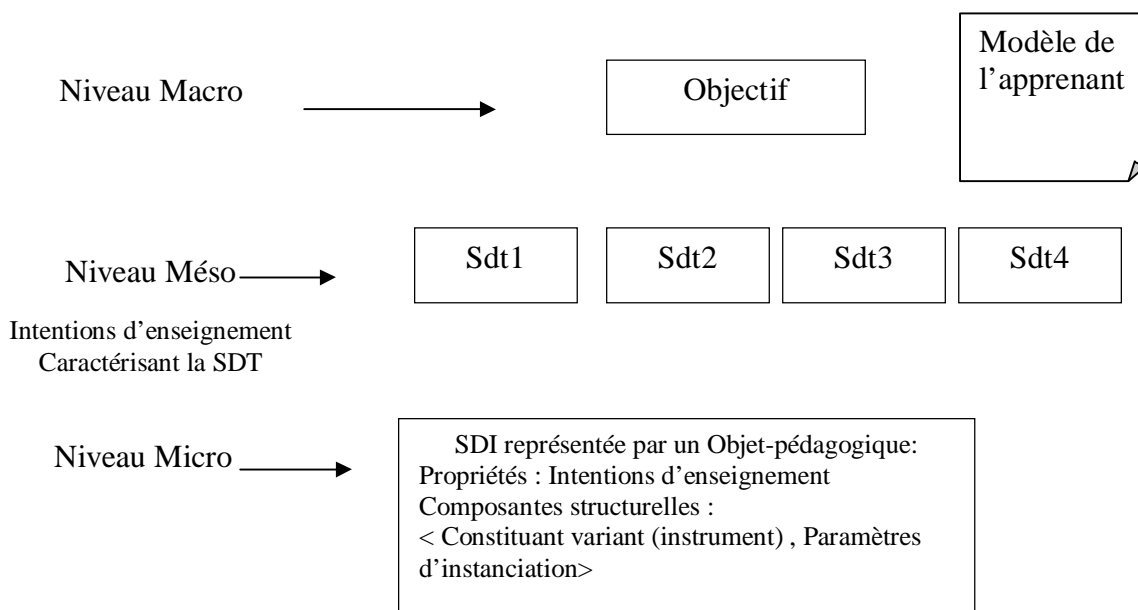 Niveau Macro
Objectif
Modèle de
l’apprenant
Niveau Méso
Sdt1
Sdt2
Sdt3
Sdt4
Intentions d’enseignement
Caractérisant la SDT
Niveau Micro
SDI représentée par un Objet-pédagogique:
Propriétés : Intentions d’enseignement
Composantes structurelles :
< Constituant variant (instrument) , Paramètres
d’instanciation>